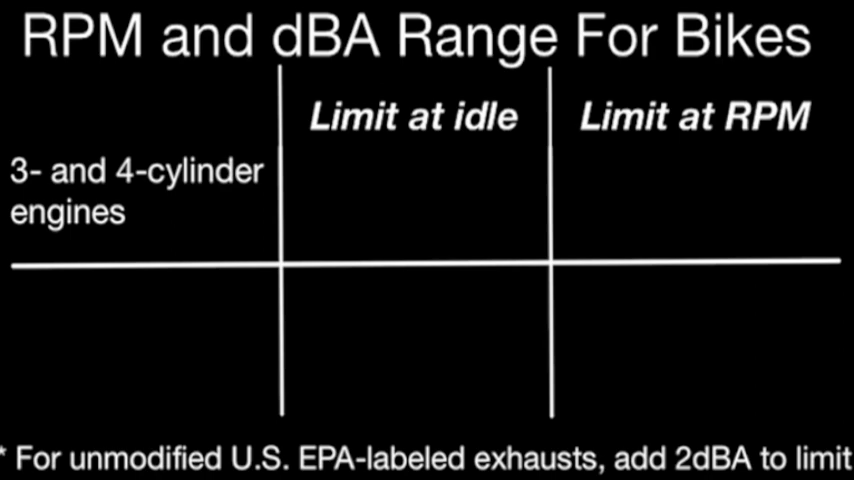 RPM and dBA Range For Bikes
Limit at idle
Limit at RPM
3- and 4-cylinder
engines
* For unmodified U.S. EPA-labeled exhausts, add 2dBA to limit